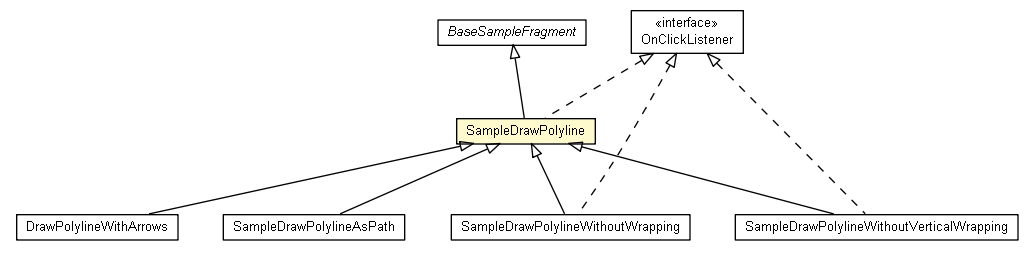 BaseSampleFragment
«interface»
OnClickListener
SampleDrawPolyline
DrawPolylineWithArrows
SampleDrawPolylineAsPath
SampleDrawPolylineWithoutWrapping
SampleDrawPolylineWithoutVerticalWrapping